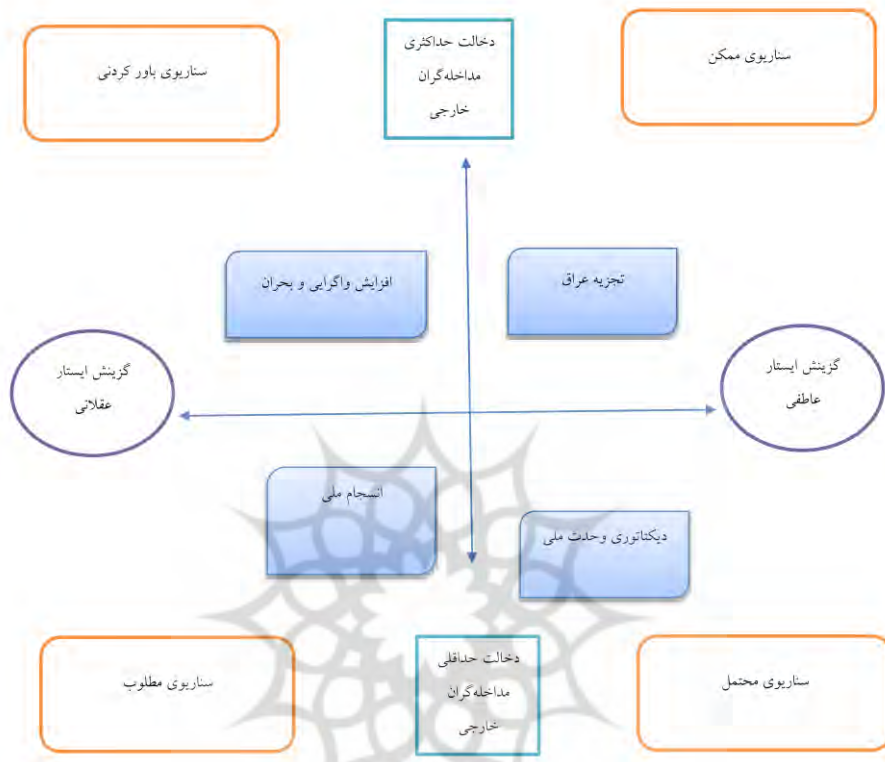 دخالت حداکثری
مداخله‌گران
خارجی
سناریوی ممکن
سناریوی باور کردنی
تجزیه عراق
افزایش واگرایی و بحران
گزینش ایستار
عاطفی
گزینش ایستار
عقلانی
انسجام ملی
دیکتاتوری وحدت ملی
دخالت حداقلی
مداخله‌گران
خارجی
سناریوی محتمل
سناریوی مطلوب